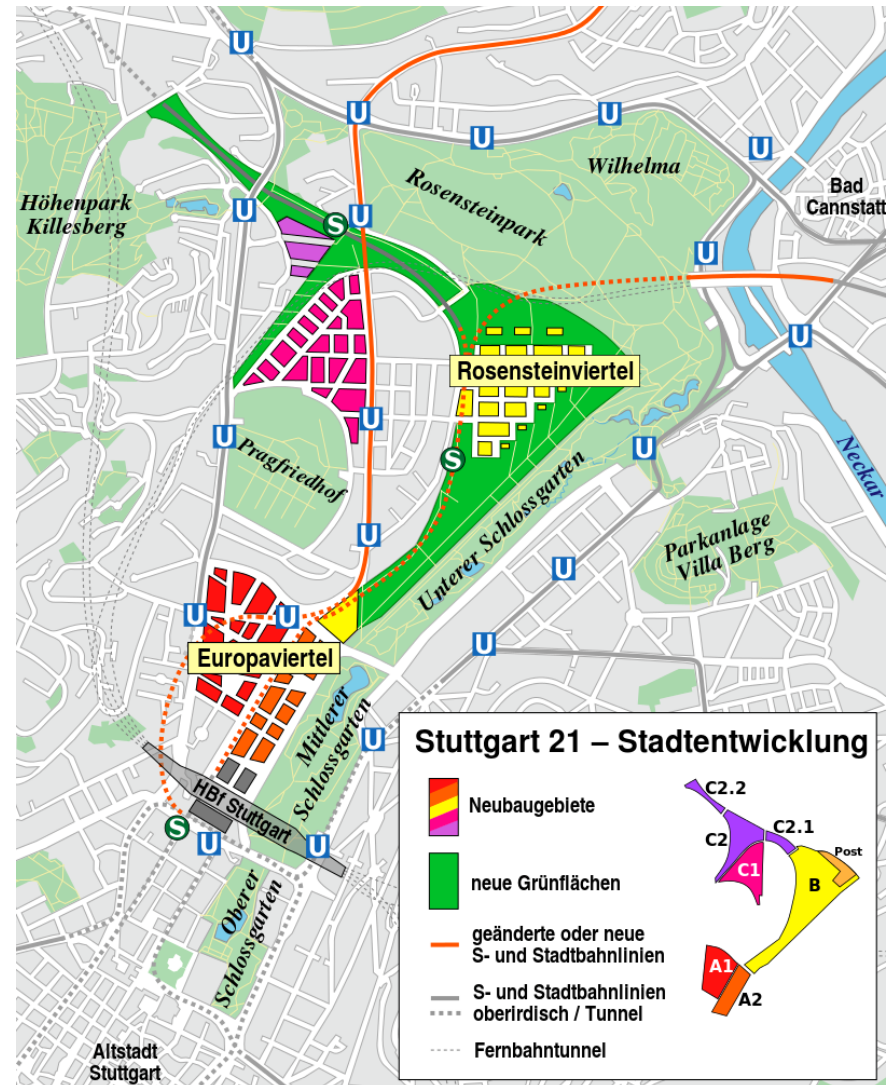 U
U
U
U
U
Höhenpark
Killesberg
U
S
U
Rosensteinpark
Wilhelma
Bad
Cannstatt
U
U
Rosensteinviertel
U
U
Pragfriedhof
S
U
Neckar
U
Unterer Schlossgarten
Parkanlage
Villa Berg
U
U
U
U
Europaviertel
Mittlerer
Schlossgarten
U
HBf Stuttgart
S
U
U
Oberer
Schlossgarten
Altstadt
Stuttgart
Stuttgart 21 – Stadtentwicklung
Neubaugebiete
neue Grünflächen
geänderte oder neue
S- und Stadtbahnlinien
S- und Stadtbahnlinien
oberirdisch / Tunnel
Fernbahntunnel
C2.2
C2
C2.1
Post
C1
B
A1
A2